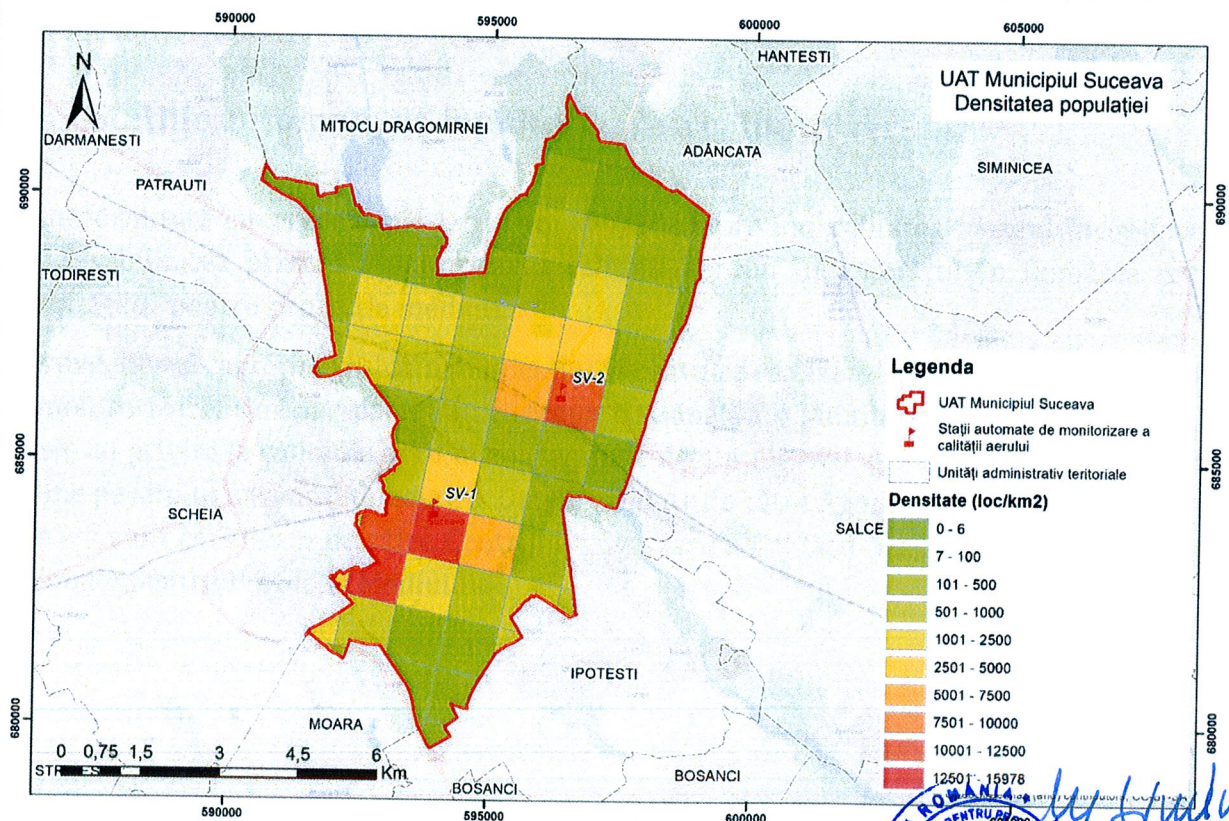 590000
595000
600000
605000
N
UAT Municipiul Suceava
Densitatea populației
HANTESTI
MITOCU DRAGOMIRNEI
DARMANESTI
ADÂNCATA
SIMINICEA
PATRAUTI
690000
690000
TODIRESTI
SV-2
Legenda
UAT Municipiul Suceava
Stații automate de monitorizare a
calității aerului
Unități administrativ teritoriale
685000
685000
SV-1
Suceava
SCHEIA
Densitate (loc/km2)
SALCE
0 - 6
7 - 100
101 - 500
501 - 1000
1001 - 2500
2501 - 5000
5001 - 7500
7501 - 10000
10001 - 12500
12501 - 15978
IPOTESTI
MOARA
680000
680000
0 0,75 1,5 3 4,5 6
Km
BOSANCI
BOSANCI
590000
595000
600000
ROMÂNIA
PENTRU